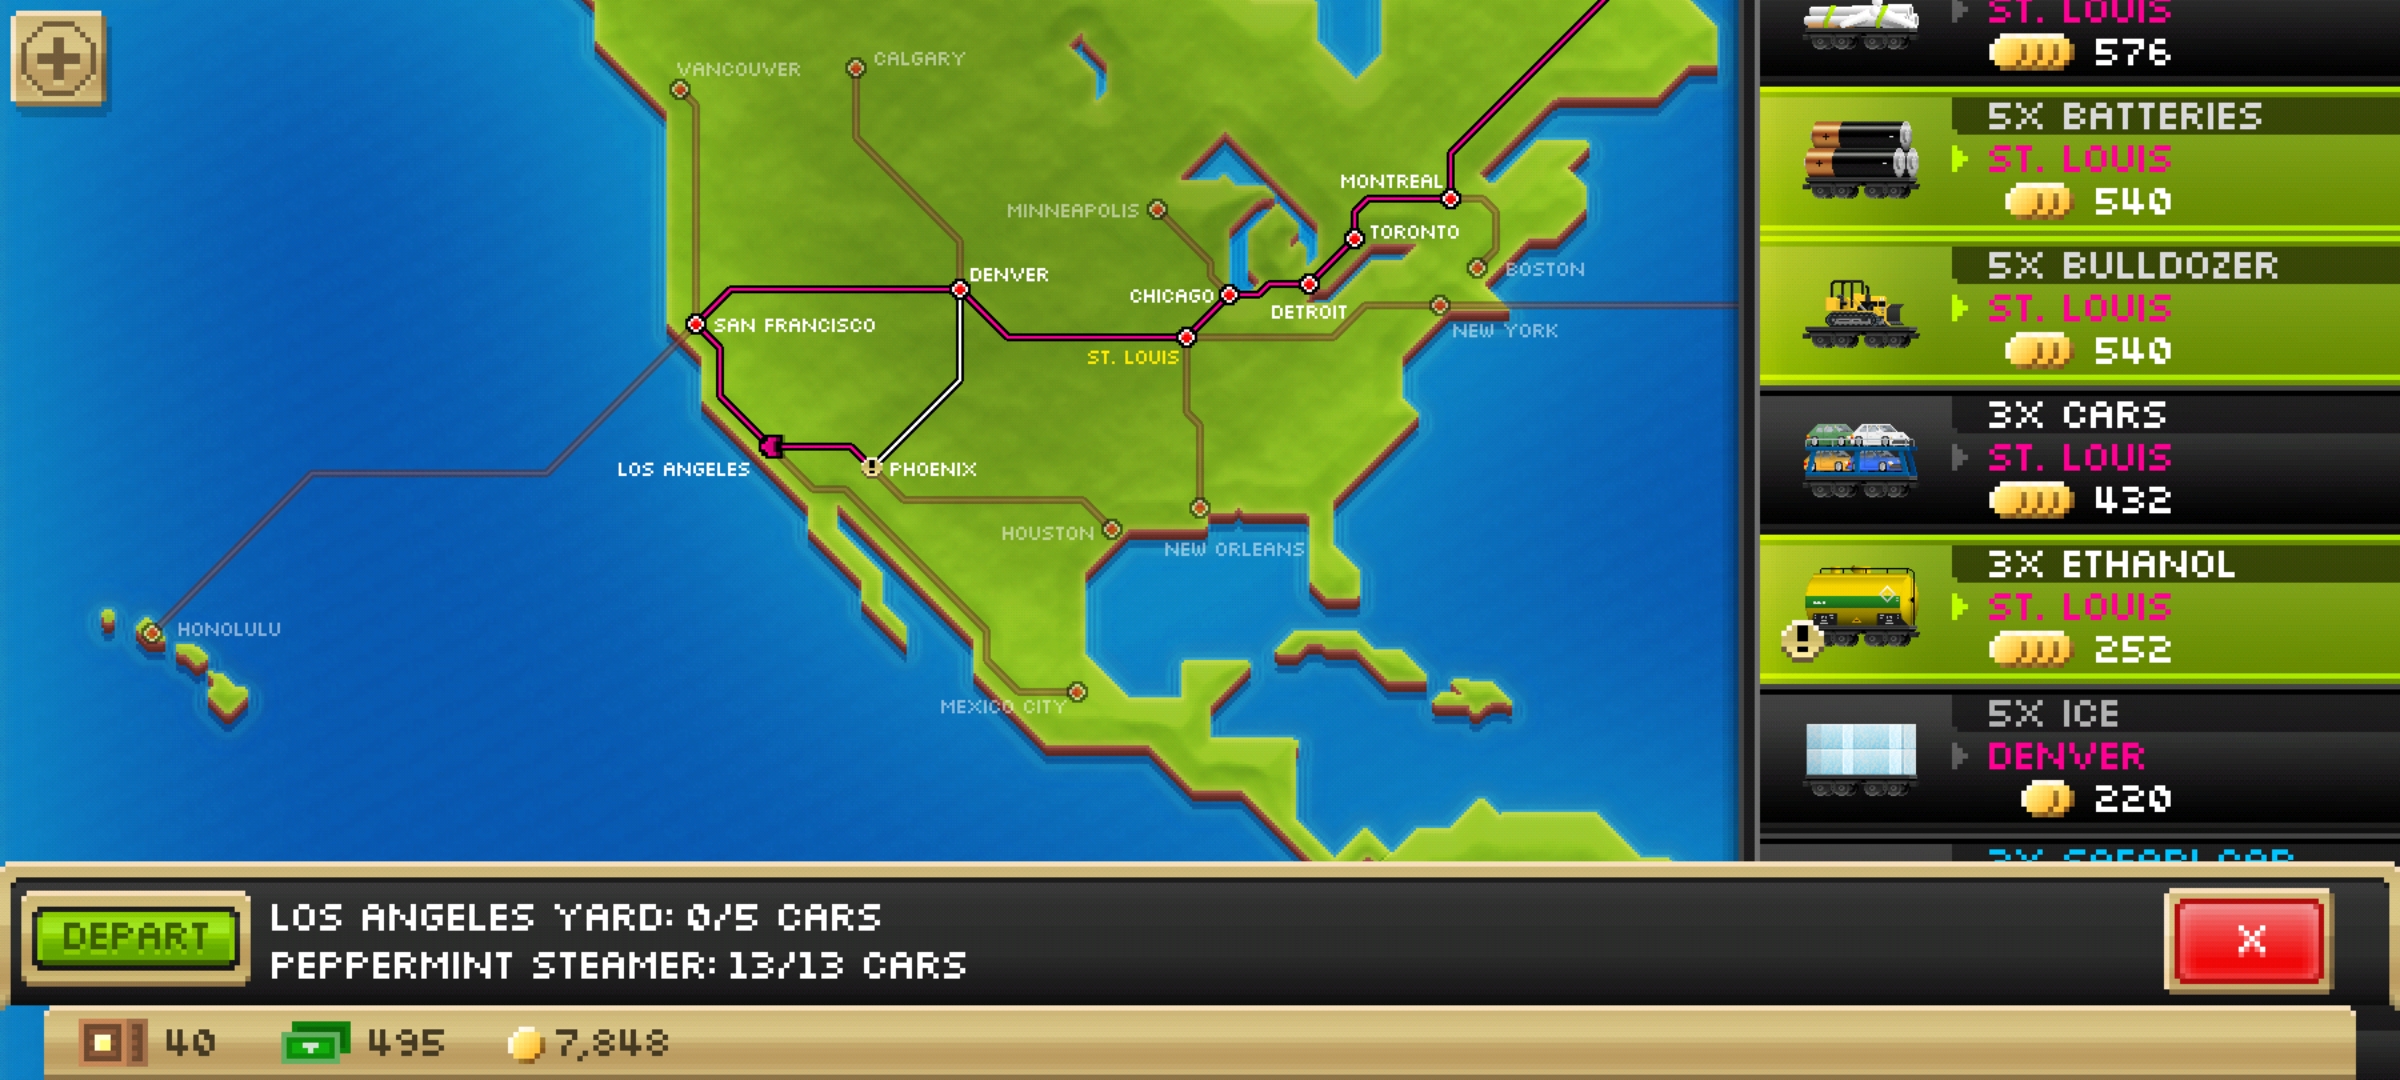 VANCOUVER
CALGARY
MINNEAPOLIS
MONTREAL
TORONTO
BOSTON
DENVER
CHICAGO
DETROIT
NEW YORK
SAN FRANCISCO
ST. LOUIS
LOS ANGELES
PHOENIX
HOUSTON
NEW ORLEANS
HONOLULU
MEXICO CITY
ST. LOUIS
576
5X BATTERIES
ST. LOUIS
540
5X BULLDOZER
ST. LOUIS
540
3X CARS
ST. LOUIS
432
3X ETHANOL
ST. LOUIS
252
5X ICE
DENVER
220
DEPART
LOS ANGELES YARD: 0/5 CARS
PEPPERMINT STEAMER: 13/13 CARS
X
40
495
7,848